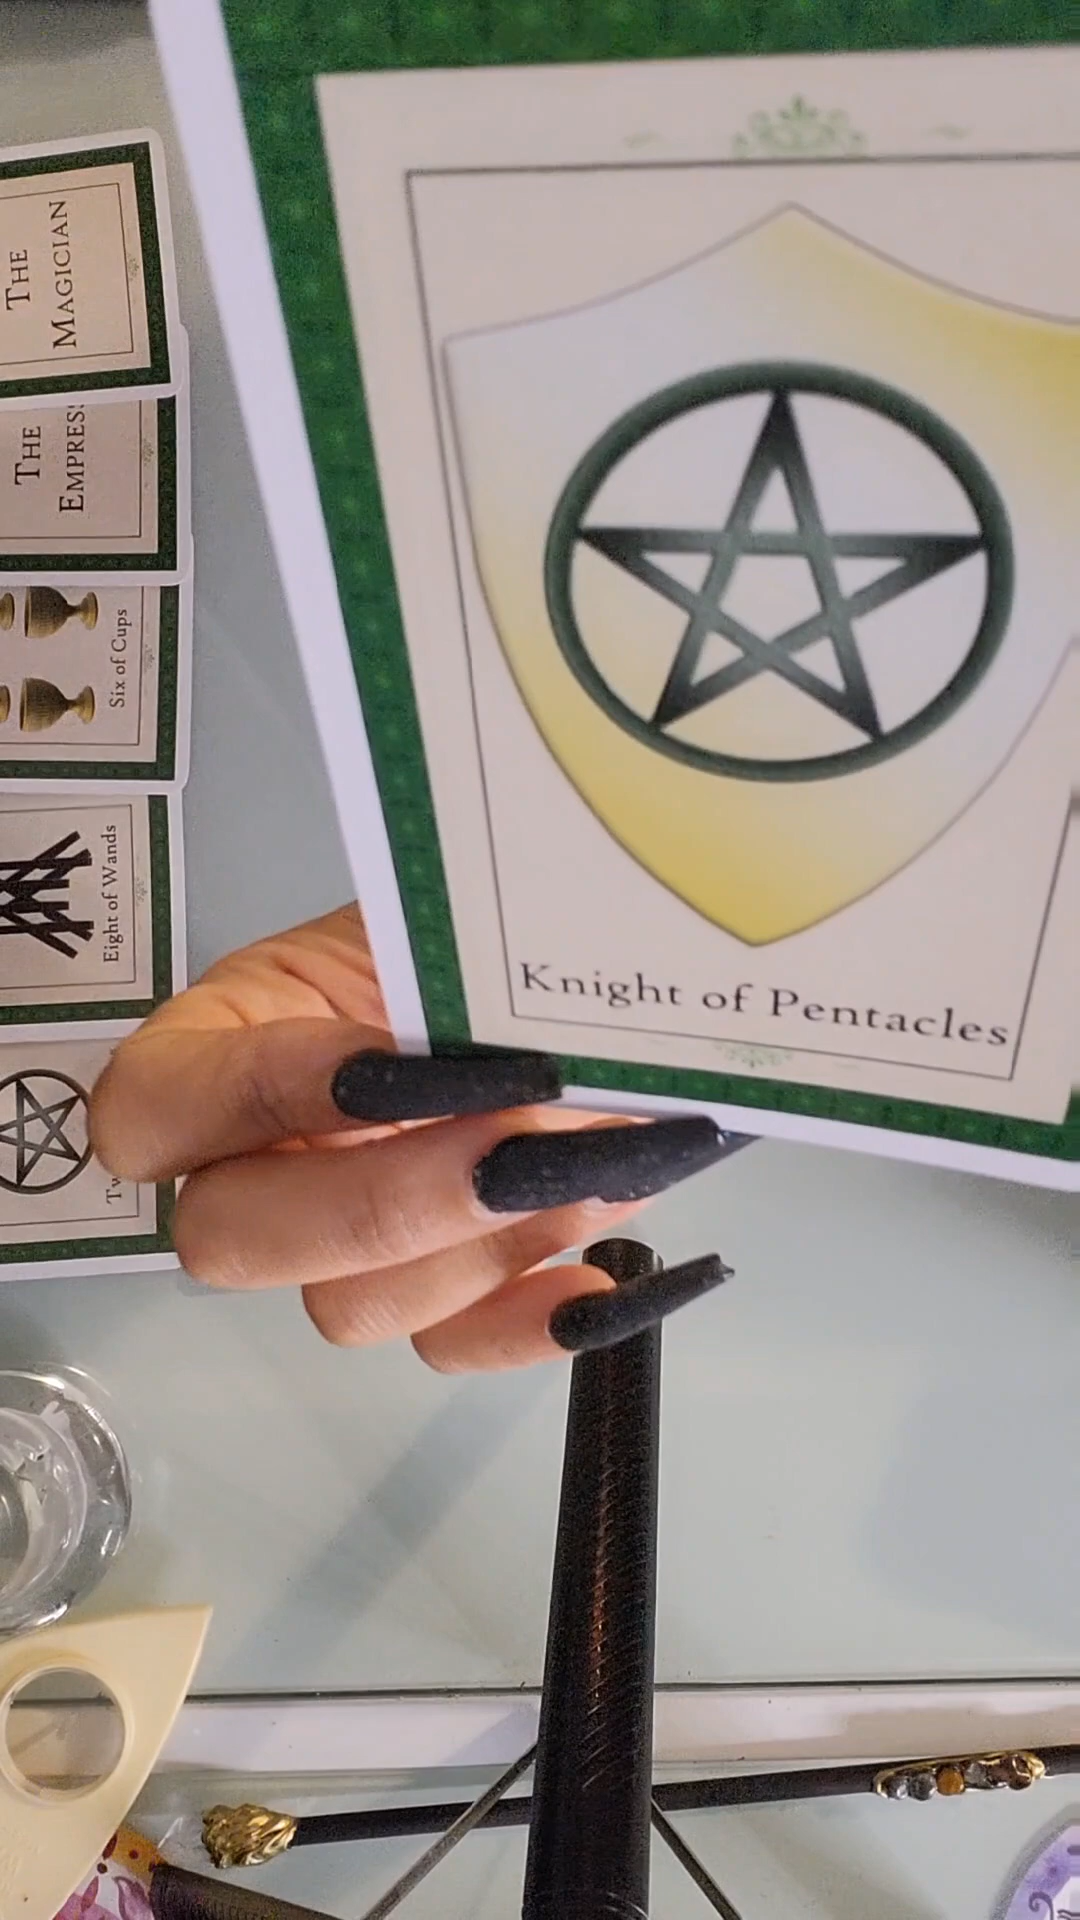 THE
MAGICIAN
THE
EMPRESS
Six of Cups
Eight of Wands
Knight of Pentacles